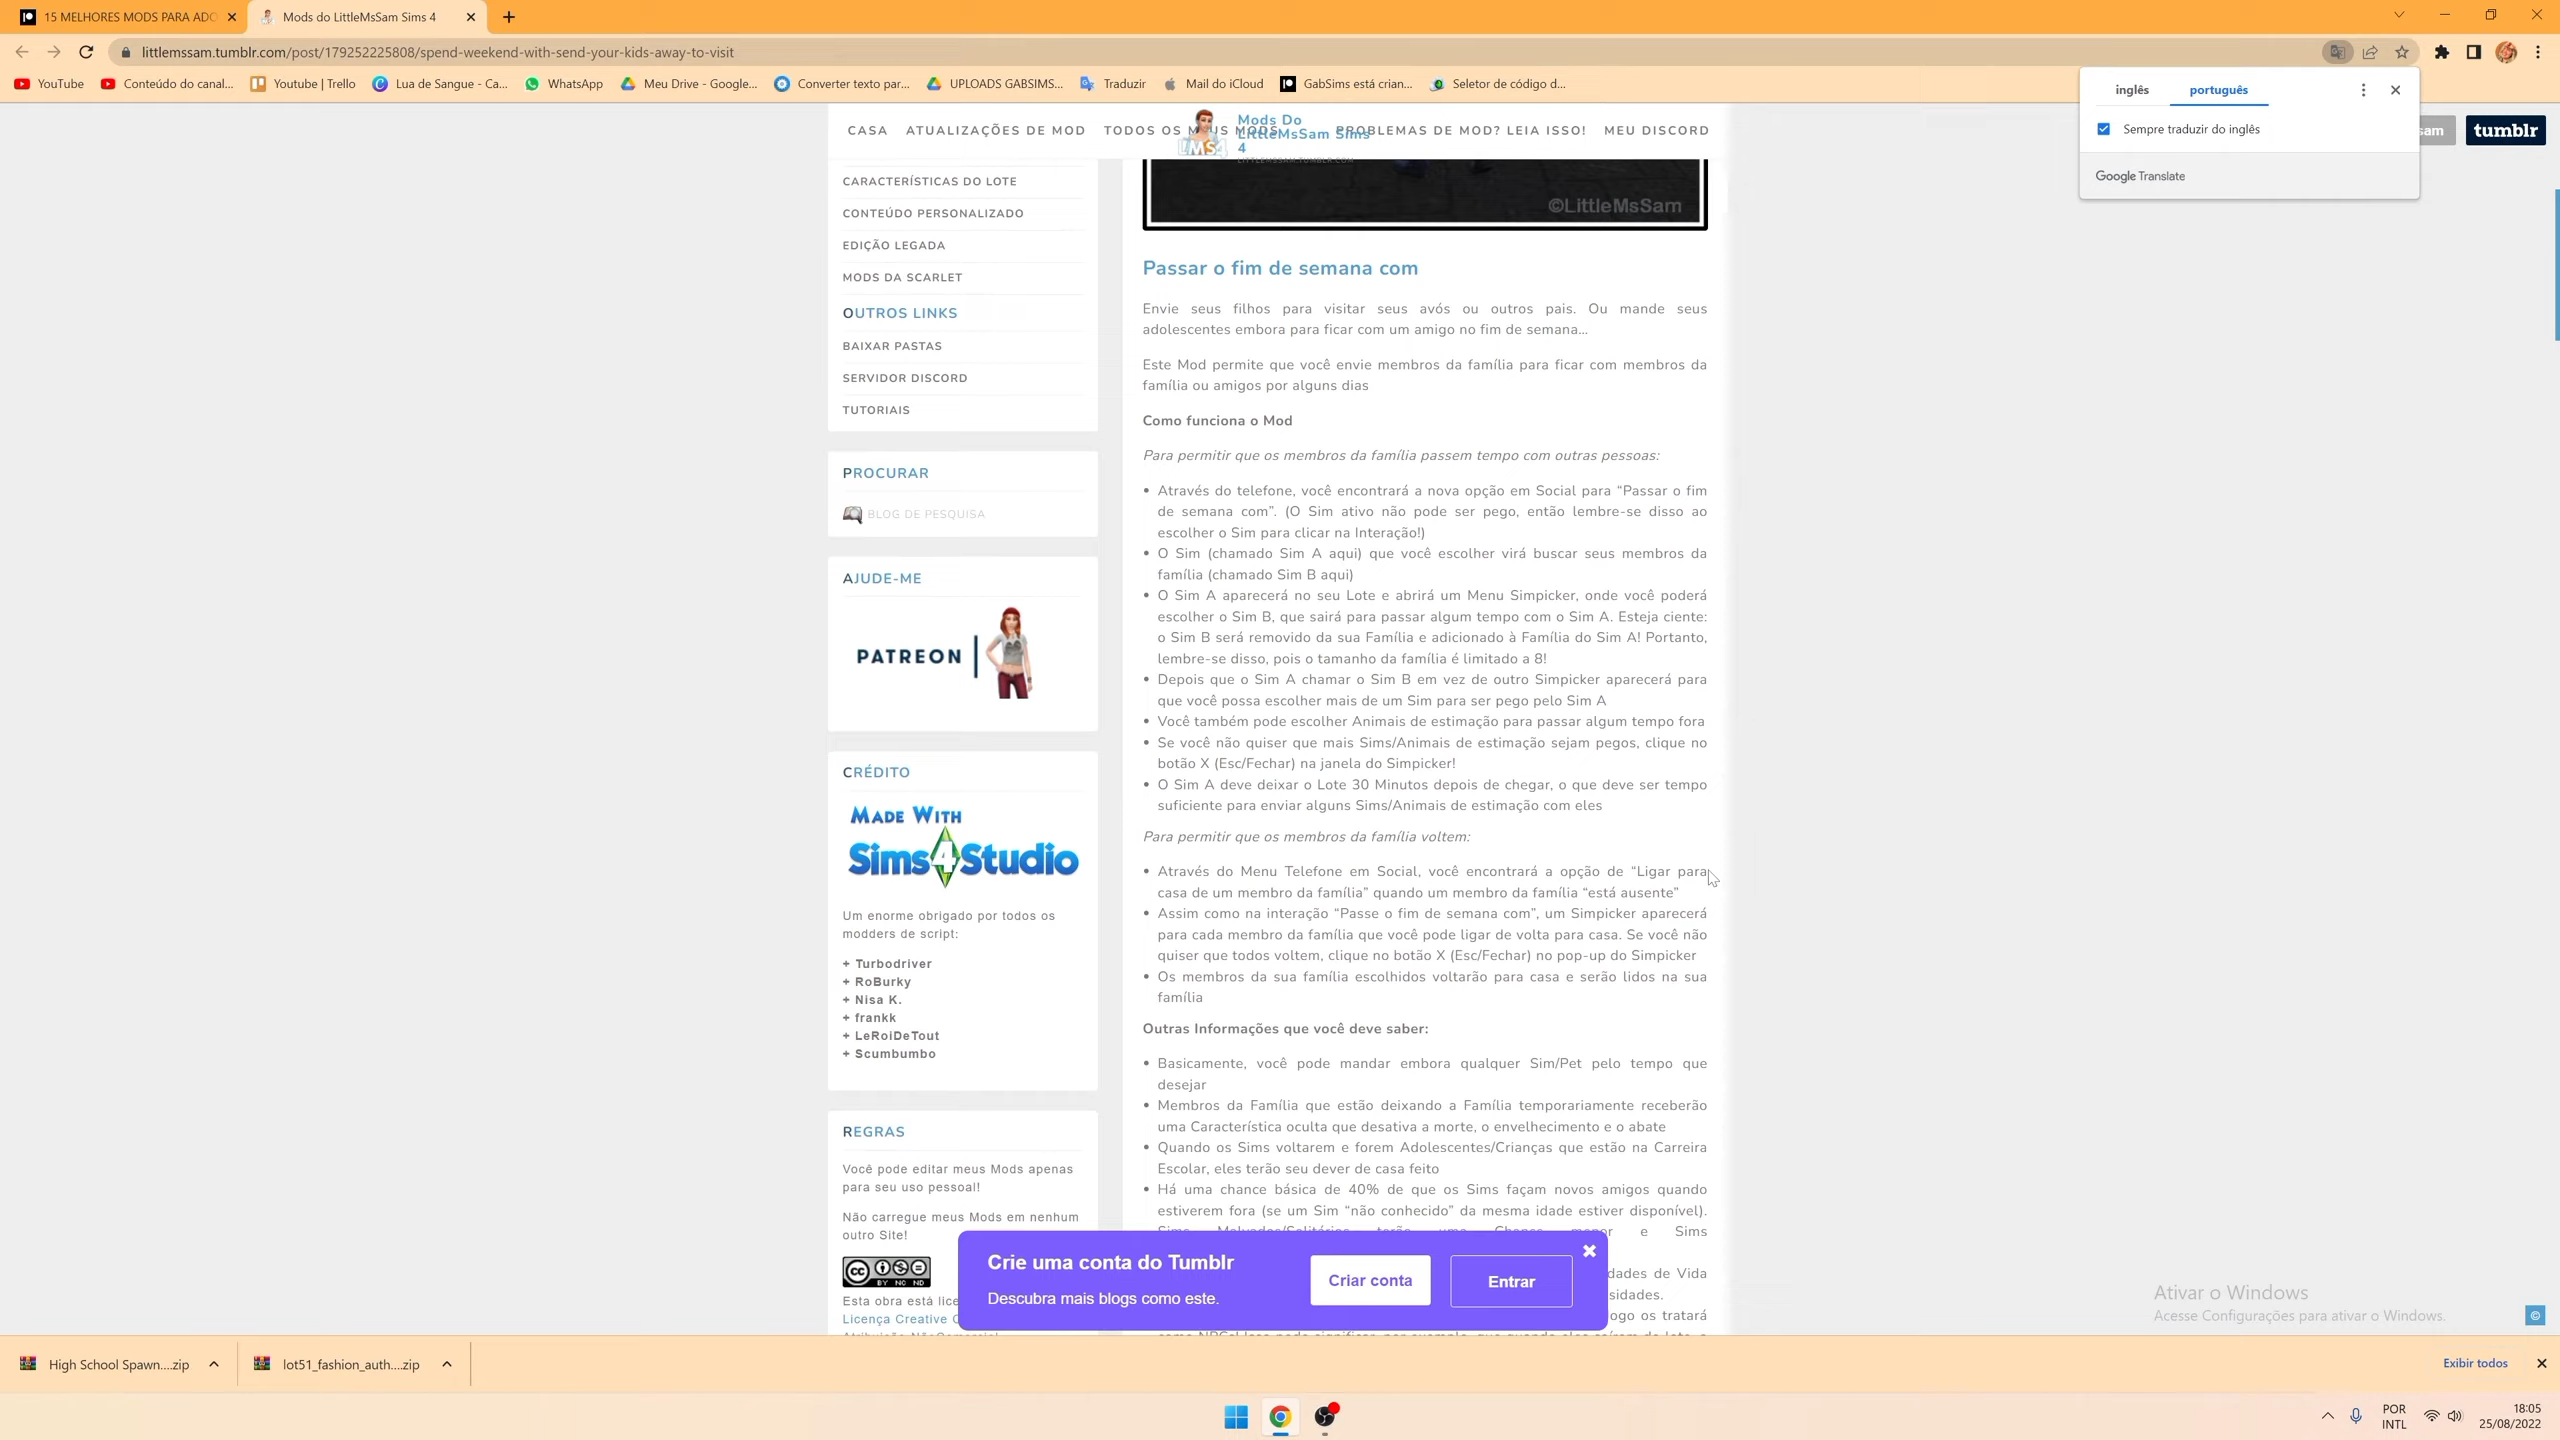 15 MELHORES MODS PARA ADO
Mods do LittleMsSam Sims 4
littlemssam.tumblr.com/post/179252225808/spend-weekend-with-send-your-kids-away-to-visit
YouTube
Conteúdo do canal...
Youtube | Trello
Lua de Sangue - Ca...
WhatsApp
Meu Drive - Google...
Converter texto par...
UPLOADS GABSIMS...
Traduzir
Mail do iCloud
GabSims está crian...
Seletor de código d...
inglês
português
Sempre traduzir do inglês
Google Translate
sam
tumblr
CASA
ATUALIZAÇÕES DE MOD
TODOS OS MEUS MODS
Mods Do
LittleMsSam Sims
4
LITTLEMSSAM.TUMBLR.COM
LMS4
PROBLEMAS DE MOD? LEIA ISSO!
MEU DISCORD
CARACTERÍSTICAS DO LOTE
CONTEÚDO PERSONALIZADO
EDIÇÃO LEGADA
MODS DA SCARLET
OUTROS LINKS
BAIXAR PASTAS
SERVIDOR DISCORD
TUTORIAIS
PROCURAR
BLOG DE PESQUISA
AJUDE-ME
PATREON
CRÉDITO
MADE WITH
Sims4Studio
Um enorme obrigado por todos os
modders de script:
+ Turbodriver
+ RoBurky
+ Nisa K.
+ frankk
+ LeRoiDeTout
+ Scumbumbo
REGRAS
Você pode editar meus Mods apenas
para seu uso pessoal!
Não carregue meus Mods em nenhum
outro Site!
CC BY NC ND
Esta obra está lice
Licença Creative C
©LittleMsSam
Passar o fim de semana com
Envie seus filhos para visitar seus avós ou outros pais. Ou mande seus
adolescentes embora para ficar com um amigo no fim de semana...
Este Mod permite que você envie membros da família para ficar com membros da
família ou amigos por alguns dias
Como funciona o Mod
Para permitir que os membros da família passem tempo com outras pessoas:
• Através do telefone, você encontrará a nova opção em Social para “Passar o fim
de semana com”. (O Sim ativo não pode ser pego, então lembre-se disso ao
escolher o Sim para clicar na Interação!)
• O Sim (chamado Sim A aqui) que você escolher virá buscar seus membros da
família (chamado Sim B aqui)
• O Sim A aparecerá no seu Lote e abrirá um Menu Simpicker, onde você poderá
escolher o Sim B, que sairá para passar algum tempo com o Sim A. Esteja ciente:
o Sim B será removido da sua Família e adicionado à Família do Sim A! Portanto,
lembre-se disso, pois o tamanho da família é limitado a 8!
• Depois que o Sim A chamar o Sim B em vez de outro Simpicker aparecerá para
que você possa escolher mais de um Sim para ser pego pelo Sim A
• Você também pode escolher Animais de estimação para passar algum tempo fora
• Se você não quiser que mais Sims/Animais de estimação sejam pegos, clique no
botão X (Esc/Fechar) na janela do Simpicker!
• O Sim A deve deixar o Lote 30 Minutos depois de chegar, o que deve ser tempo
suficiente para enviar alguns Sims/Animais de estimação com eles
Para permitir que os membros da família voltem:
• Através do Menu Telefone em Social, você encontrará a opção de “Ligar para
casa de um membro da família” quando um membro da família “está ausente”
• Assim como na interação “Passe o fim de semana com”, um Simpicker aparecerá
para cada membro da família que você pode ligar de volta para casa. Se você não
quiser que todos voltem, clique no botão X (Esc/Fechar) no pop-up do Simpicker
• Os membros da sua família escolhidos voltarão para casa e serão lidos na sua
família
Outras Informações que você deve saber:
• Basicamente, você pode mandar embora qualquer Sim/Pet pelo tempo que
desejar
• Membros da Família que estão deixando a Família temporariamente receberão
uma Característica oculta que desativa a morte, o envelhecimento e o abate
• Quando os Sims voltarem e forem Adolescentes/Crianças que estão na Carreira
Escolar, eles terão seu dever de casa feito
• Há uma chance básica de 40% de que os Sims façam novos amigos quando
estiverem fora (se um Sim “não conhecido” da mesma idade estiver disponível).
e Sims
dades de Vida
sidades.
ogo os tratará
Crie uma conta do Tumblr
Descubra mais blogs como este.
Criar conta
Entrar
Ativar o Windows
Acesse Configurações para ativar o Windows.
High School Spawn....zip
lot51_fashion_auth....zip
Exibir todos
POR
INTL
18:05
25/08/2022